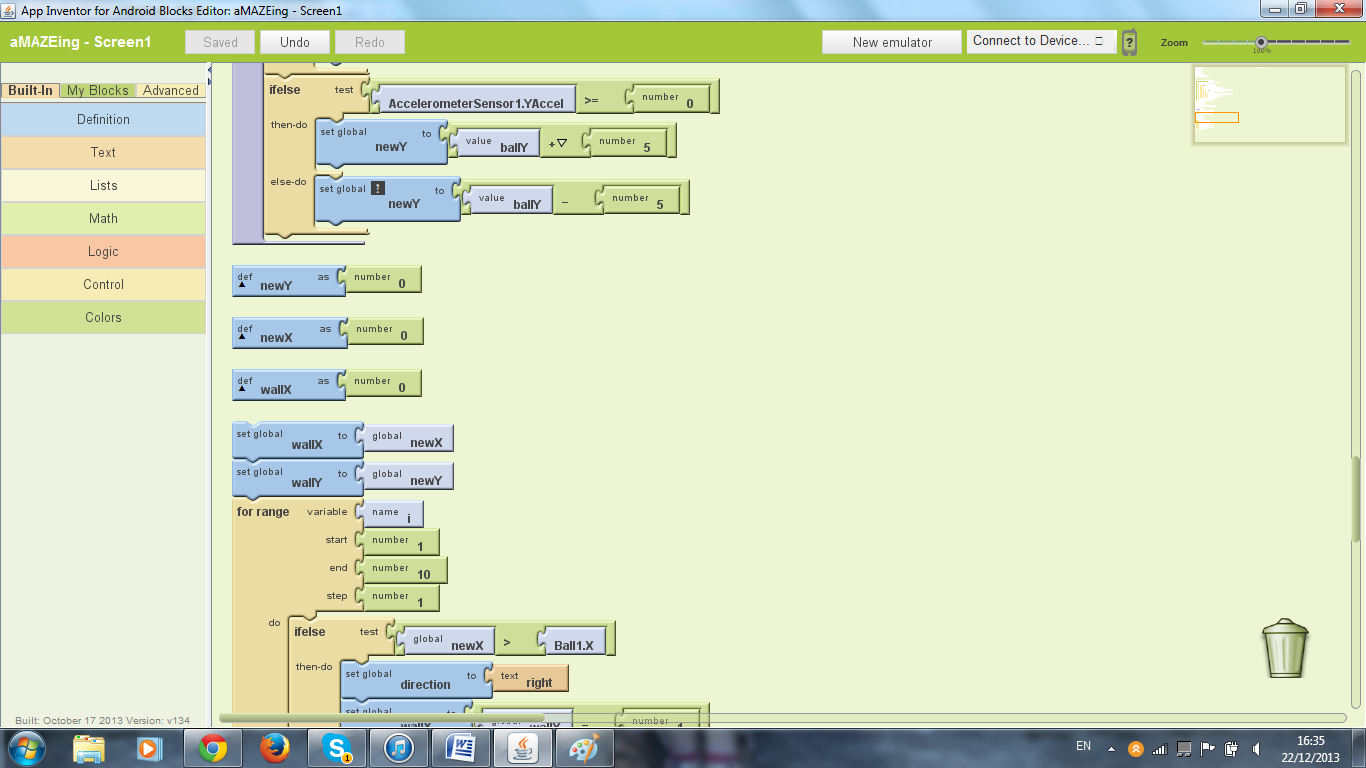 App Inventor for Android Blocks Editor: aMAZEing - Screen1
aMAZEing - Screen1 Saved Undo Redo New emulator Connect to Device... Zoom 100%
Built-In My Blocks Advanced
Definition
Text
Lists
Math
Logic
Control
Colors
ifelse test AccelerometerSensor1.YAccel >= number 0
then-do set global newY to value ballY + number 5
else-do set global ? newY to value ballY - number 5
def newY as number 0
def newX as number 0
def wallX as number 0
set global wallX to global newX
set global wallY to global newY
for range variable name i
start number 1
end number 10
step number 1
do ifelse test global newX > Ball1.X
then-do set global direction to text right
set global to global number
Built: October 17 2013 Version: v134
W
S 1
EN 16:35
22/12/2013